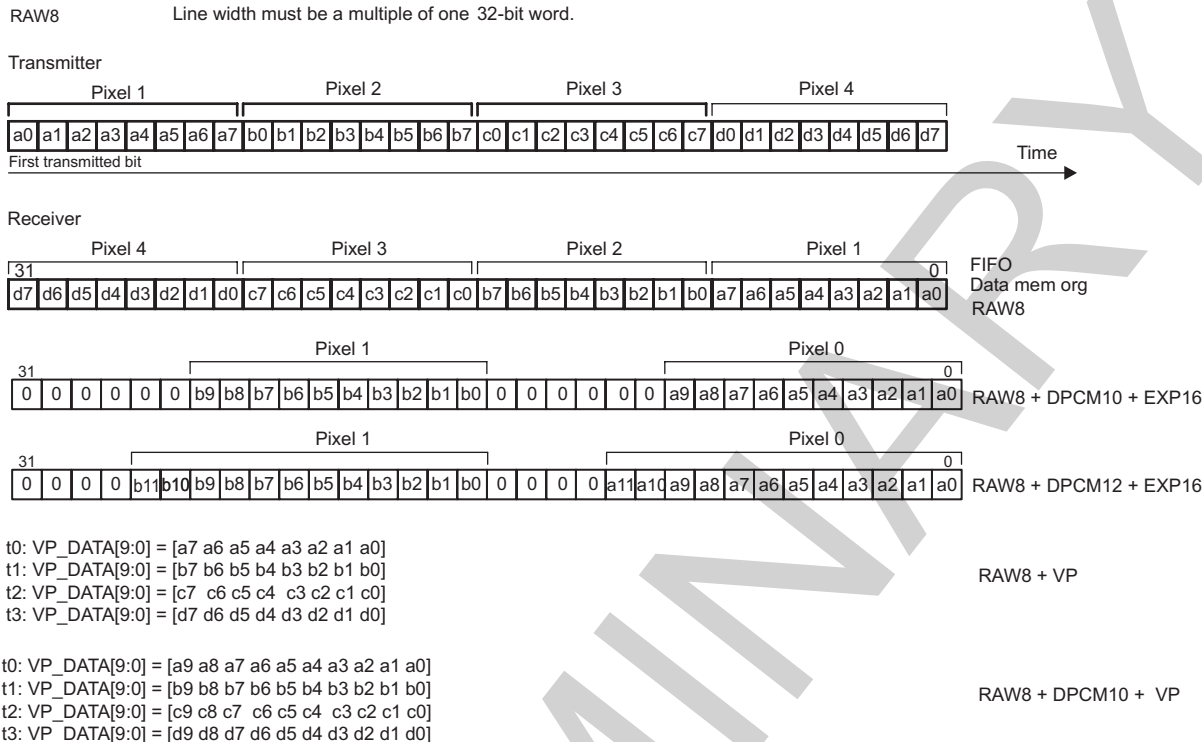 RAW8 Line width must be a multiple of one 32-bit word.
Transmitter
Pixel 1 Pixel 2 Pixel 3 Pixel 4
a0 a1 a2 a3 a4 a5 a6 a7 b0 b1 b2 b3 b4 b5 b6 b7 c0 c1 c2 c3 c4 c5 c6 c7 d0 d1 d2 d3 d4 d5 d6 d7
First transmitted bit Time
Receiver
Pixel 4 Pixel 3 Pixel 2 Pixel 1
31 0 FIFO
Data mem org
d7 d6 d5 d4 d3 d2 d1 d0 c7 c6 c5 c4 c3 c2 c1 c0 b7 b6 b5 b4 b3 b2 b1 b0 a7 a6 a5 a4 a3 a2 a1 a0 RAW8
Pixel 1 Pixel 0
31 0
0 0 0 0 0 0 b9 b8 b7 b6 b5 b4 b3 b2 b1 b0 0 0 0 0 0 0 a9 a8 a7 a6 a5 a4 a3 a2 a1 a0 RAW8 + DPCM10 + EXP16
Pixel 1 Pixel 0
31 0
0 0 0 0 b11 b10 b9 b8 b7 b6 b5 b4 b3 b2 b1 b0 0 0 0 0 a11 a10 a9 a8 a7 a6 a5 a4 a3 a2 a1 a0 RAW8 + DPCM12 + EXP16
t0: VP_DATA[9:0] = [a7 a6 a5 a4 a3 a2 a1 a0]
t1: VP_DATA[9:0] = [b7 b6 b5 b4 b3 b2 b1 b0]
RAW8 + VP
t2: VP_DATA[9:0] = [c7 c6 c5 c4 c3 c2 c1 c0]
t3: VP_DATA[9:0] = [d7 d6 d5 d4 d3 d2 d1 d0]
t0: VP_DATA[9:0] = [a9 a8 a7 a6 a5 a4 a3 a2 a1 a0]
t1: VP_DATA[9:0] = [b9 b8 b7 b6 b5 b4 b3 b2 b1 b0]
RAW8 + DPCM10 + VP
t2: VP_DATA[9:0] = [c9 c8 c7 c6 c5 c4 c3 c2 c1 c0]
t3: VP_DATA[9:0] = [d9 d8 d7 d6 d5 d4 d3 d2 d1 d0]
MINARY